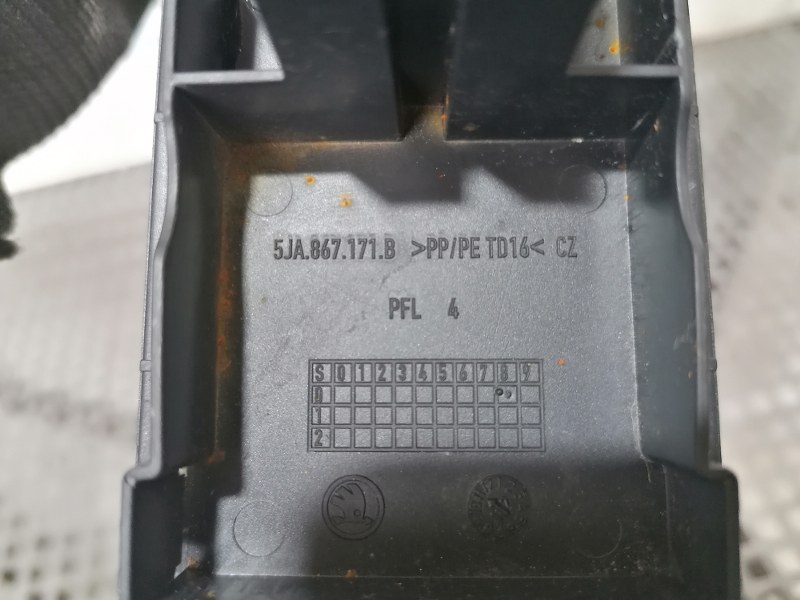 5JA.867.171.B >PP/PE TD16< CZ
PFL 4
S 0 1 2 3 4 5 6 7 8 9
0
1
2